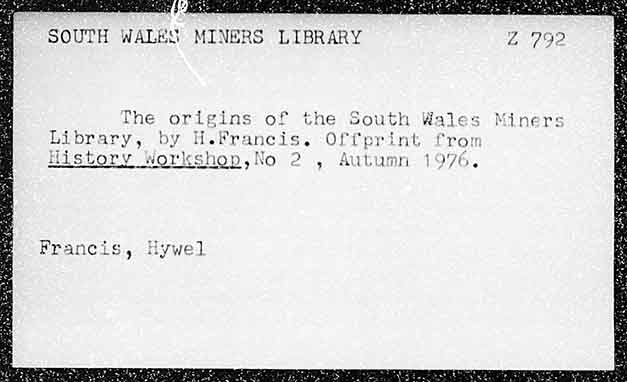 SOUTH WALES MINERS LIBRARY Z 792
The origins of the South Wales Miners
Library, by H.Francis. Offprint from
History Workshop,No 2 , Autumn 1976.
Francis, Hywel